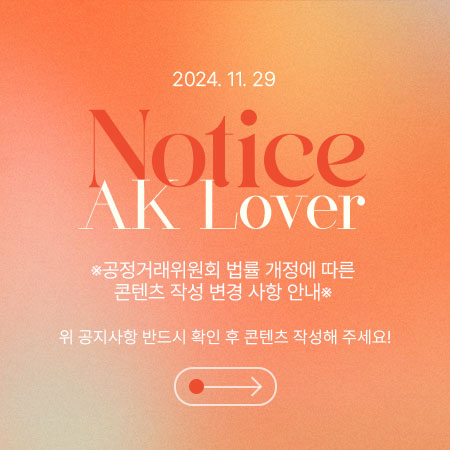 2024. 11. 29
Notice
AK Lover
※공정거래위원회 법률 개정에 따른
콘텐츠 작성 변경 사항 안내※
위 공지사항 반드시 확인 후 콘텐츠 작성해 주세요!